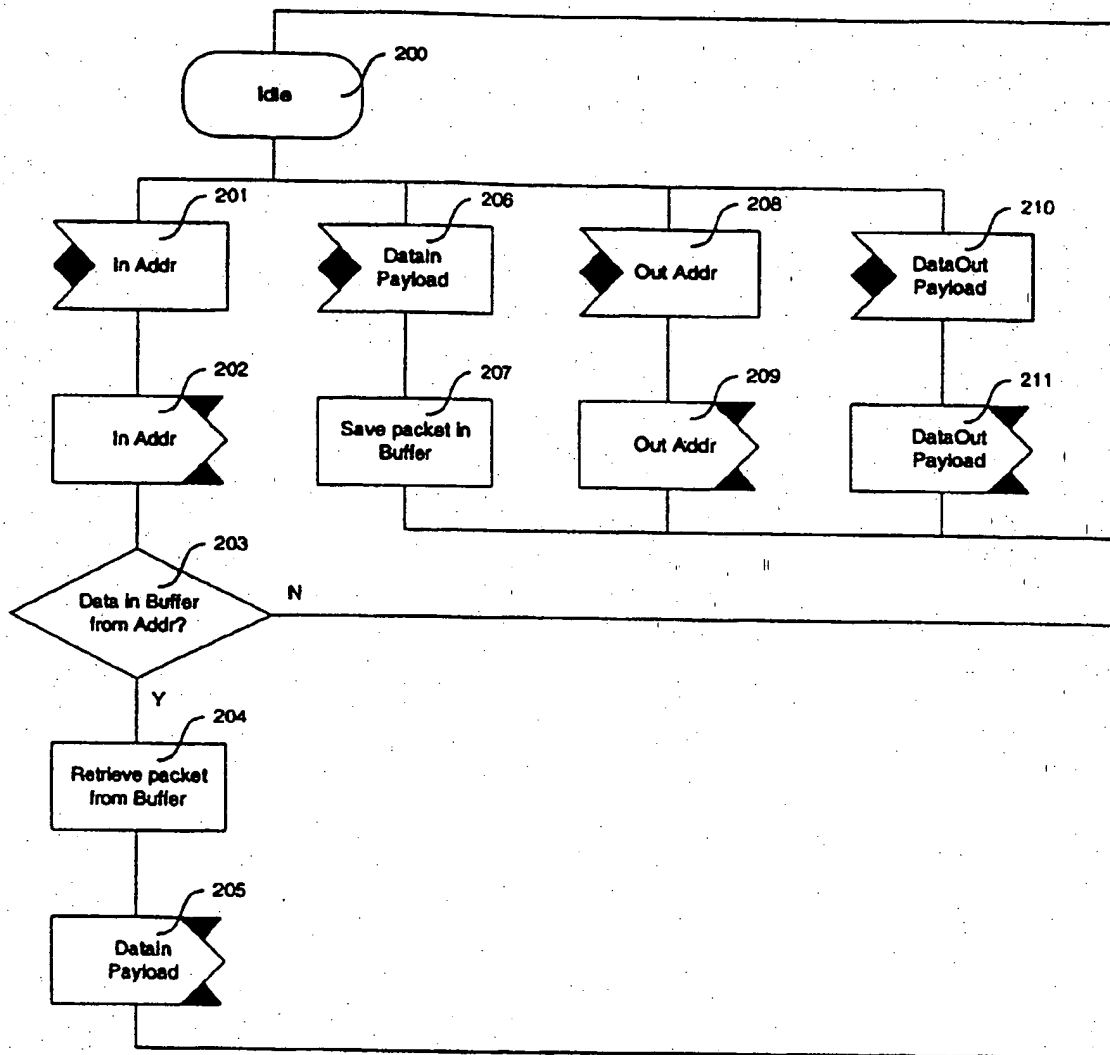 200
Idle
201
206
208
210
In Addr
DataIn
Payload
Out Addr
DataOut
Payload
202
207
209
211
In Addr
Save packet in
Buffer
Out Addr
DataOut
Payload
203
Data in Buffer
from Addr?
N
Y
204
Retrieve packet
from Buffer
205
DataIn
Payload